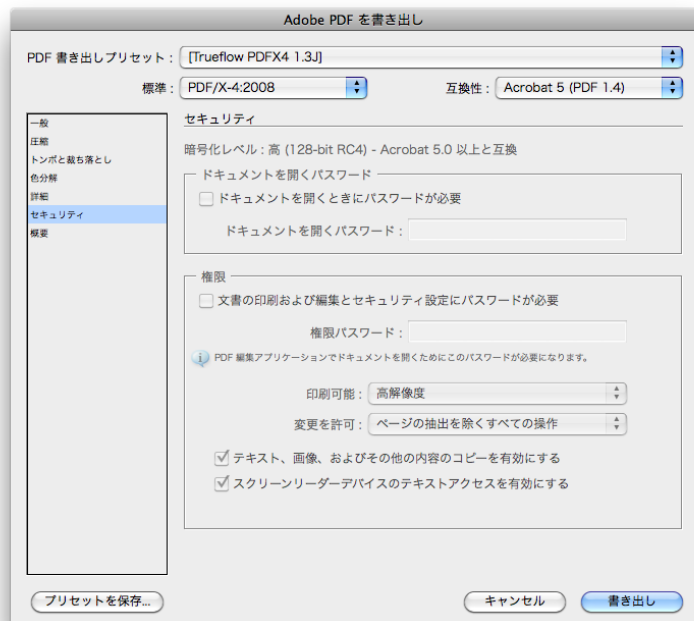 Adobe PDF を書き出し
PDF 書き出しプリセット : [Trueflow PDFX4 1.3J]
標準 : PDF/X-4:2008 互換性 : Acrobat 5 (PDF 1.4)
一般
圧縮
トンボと裁ち落とし
色分解
詳細
セキュリティ
概要
セキュリティ
暗号化レベル : 高 (128-bit RC4) - Acrobat 5.0 以上と互換
ドキュメントを開くパスワード
ドキュメントを開くときにパスワードが必要
ドキュメントを開くパスワード :
権限
文書の印刷および編集とセキュリティ設定にパスワードが必要
権限パスワード :
PDF 編集アプリケーションでドキュメントを開くためにこのパスワードが必要になります。
印刷可能 : 高解像度
変更を許可 : ページの抽出を除くすべての操作
テキスト、画像、およびその他の内容のコピーを有効にする
スクリーンリーダーデバイスのテキストアクセスを有効にする
プリセットを保存... キャンセル 書き出し